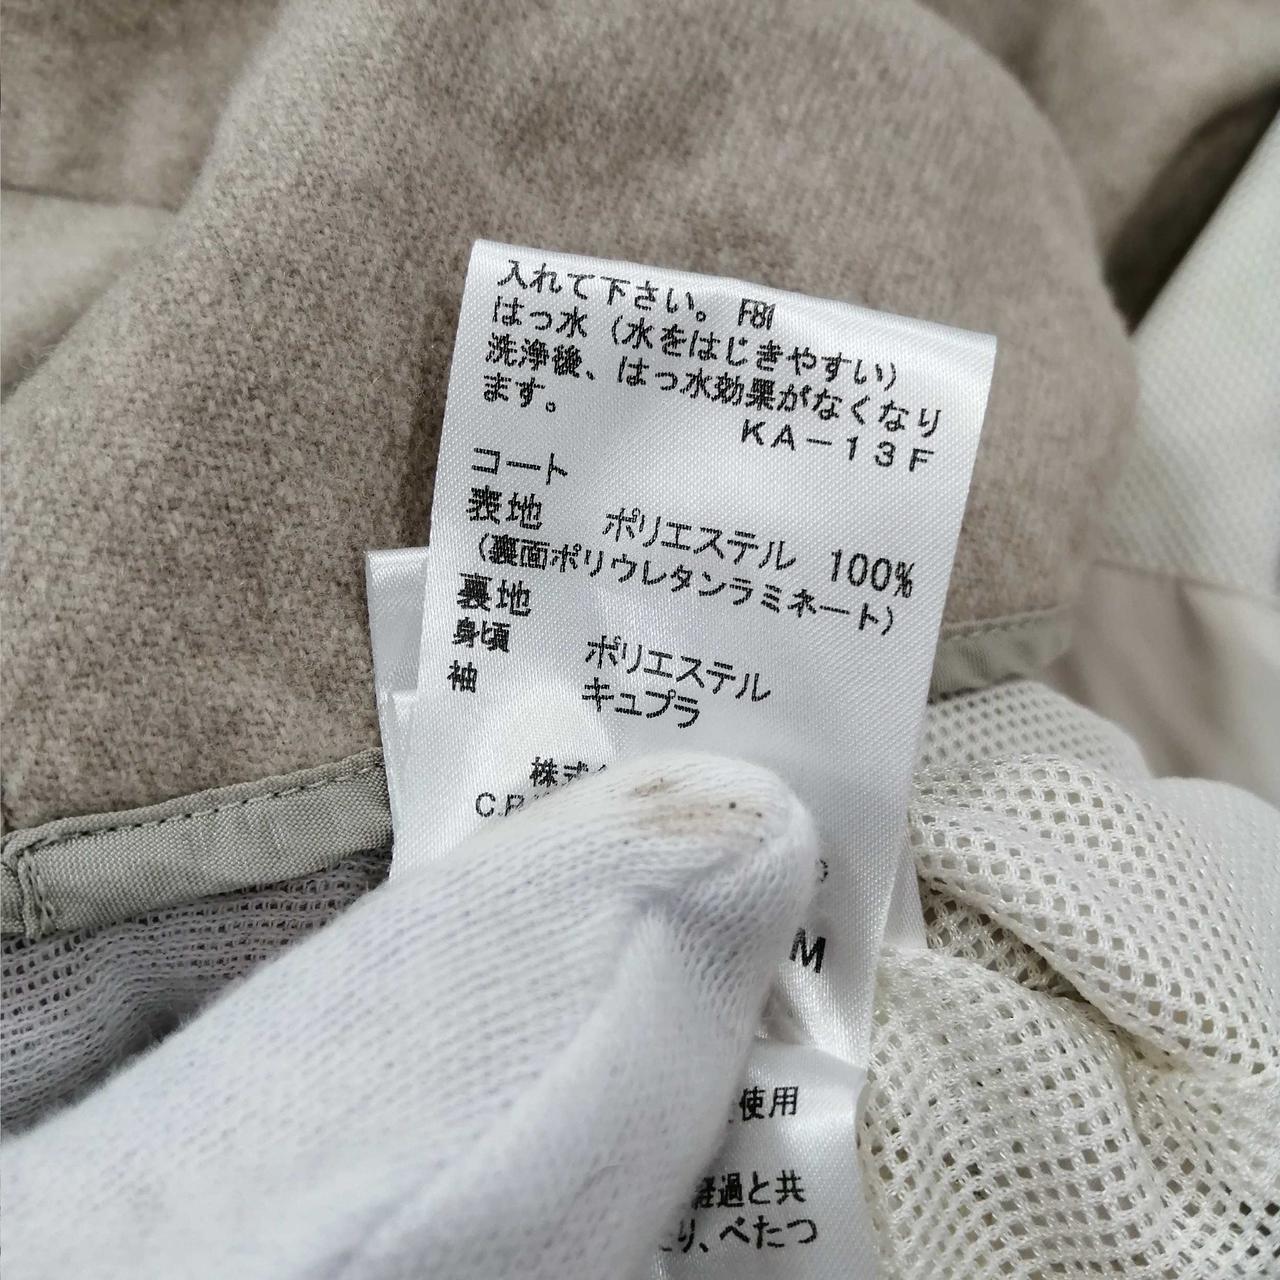 入れて下さい。 F81
はっ水（水をはじきやすい）
洗浄後、はっ水効果がなくなり
ます。
KA－13F
コート
表地 ポリエステル 100%
（裏面ポリウレタンラミネート）
裏地
身頃 ポリエステル
袖 キュプラ
株式
C.P
M
使用
経過と共
り、べたつ